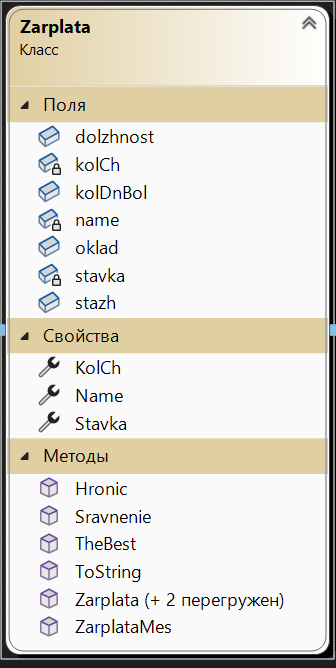 Zarplata
Класс
Поля
dolzhnost
kolCh
kolDnBol
name
oklad
stavka
stazh
Свойства
KolCh
Name
Stavka
Методы
Hronic
Sravnenie
TheBest
ToString
Zarplata (+ 2 перегружен)
ZarplataMes